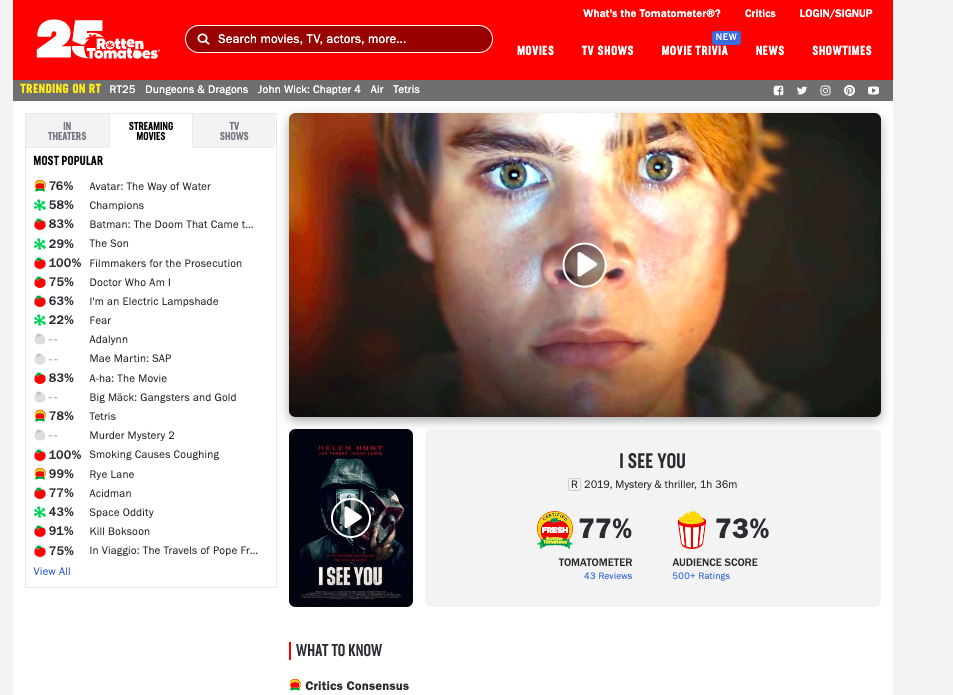 What's the Tomatometer®?
Critics
LOGIN/SIGNUP
25 Rotten Tomatoes
Search movies, TV, actors, more...
MOVIES
TV SHOWS
MOVIE TRIVIA
NEW
NEWS
SHOWTIMES
TRENDING ON RT
RT25
Dungeons & Dragons
John Wick: Chapter 4
Air
Tetris
IN
THEATERS
STREAMING
MOVIES
TV
SHOWS
MOST POPULAR
76% Avatar: The Way of Water
58% Champions
83% Batman: The Doom That Came t...
29% The Son
100% Filmmakers for the Prosecution
75% Doctor Who Am I
63% I'm an Electric Lampshade
22% Fear
-- Adalynn
-- Mae Martin: SAP
83% A-ha: The Movie
-- Big Mäck: Gangsters and Gold
78% Tetris
-- Murder Mystery 2
100% Smoking Causes Coughing
99% Rye Lane
77% Acidman
43% Space Oddity
91% Kill Boksoon
75% In Viaggio: The Travels of Pope Fr...
View All
HELEN HUNT
I SEE YOU
I SEE YOU
R 2019, Mystery & thriller, 1h 36m
CERTIFIED
FRESH
77%
TOMATOMETER
43 Reviews
73%
AUDIENCE SCORE
500+ Ratings
WHAT TO KNOW
Critics Consensus